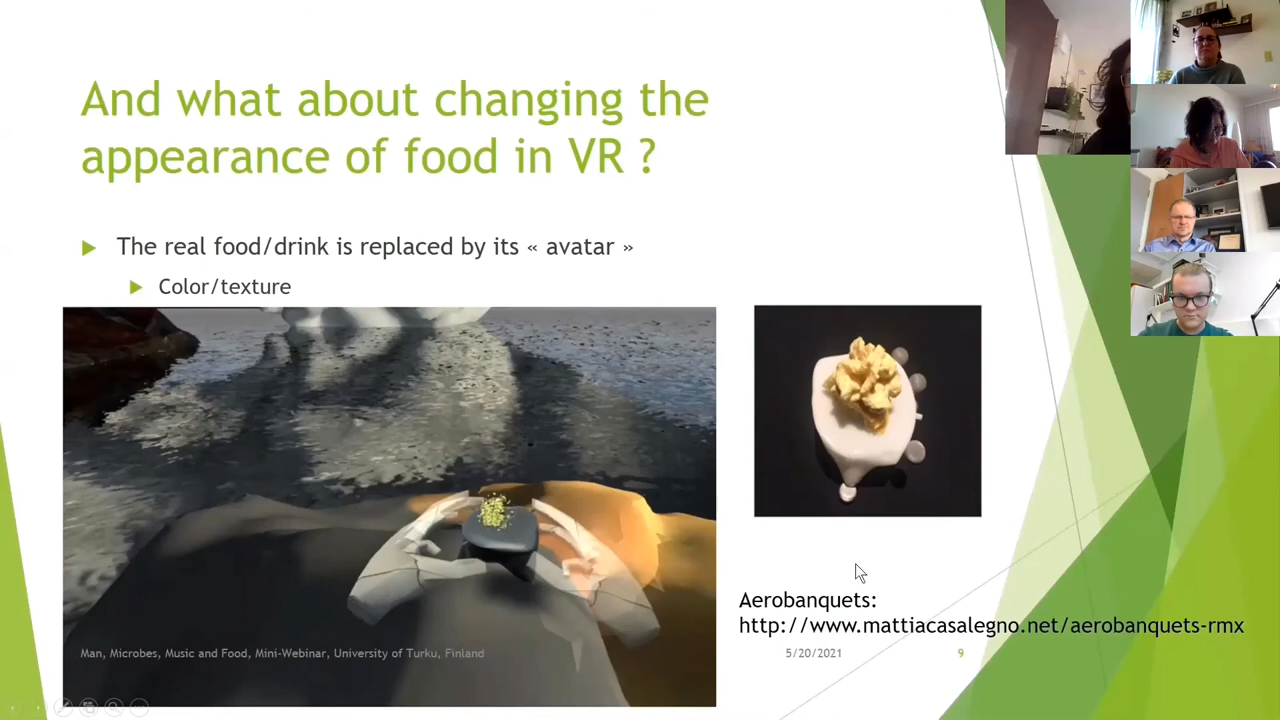 And what about changing the
appearance of food in VR ?
The real food/drink is replaced by its « avatar »
Color/texture
Aerobanquets:
http://www.mattiacasalegno.net/aerobanquets-rmx
Man, Microbes, Music and Food, Mini-Webinar, University of Turku, Finland
5/20/2021
9